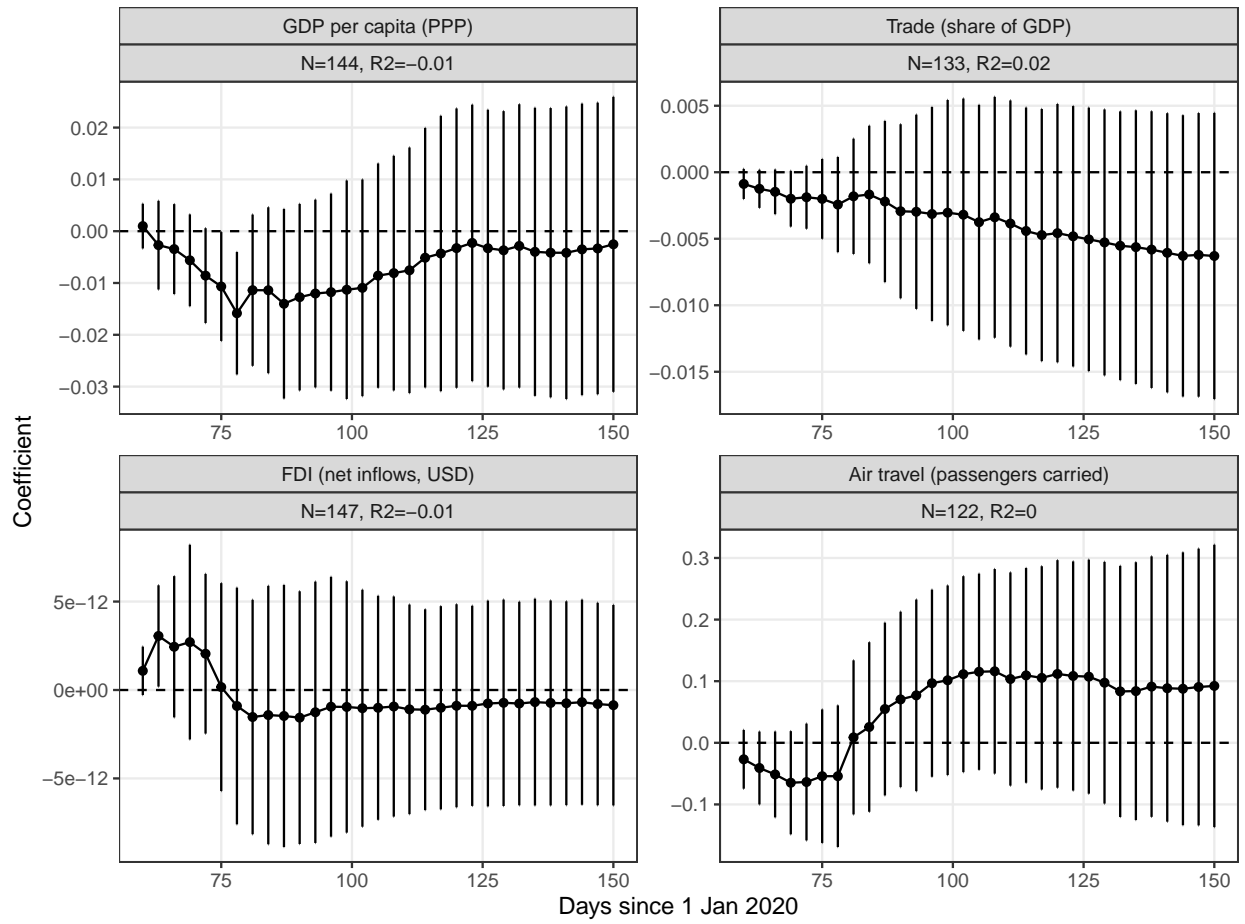 GDP per capita (PPP)
N=144, R2=−0.01
0.02
0.01
0.00
−0.01
−0.02
−0.03
75 100 125 150
Trade (share of GDP)
N=133, R2=0.02
0.005
0.000
−0.005
−0.010
−0.015
75 100 125 150
Coefficient
FDI (net inflows, USD)
N=147, R2=−0.01
5e−12
0e+00
−5e−12
75 100 125 150
Air travel (passengers carried)
N=122, R2=0
0.3
0.2
0.1
0.0
−0.1
75 100 125 150
Days since 1 Jan 2020